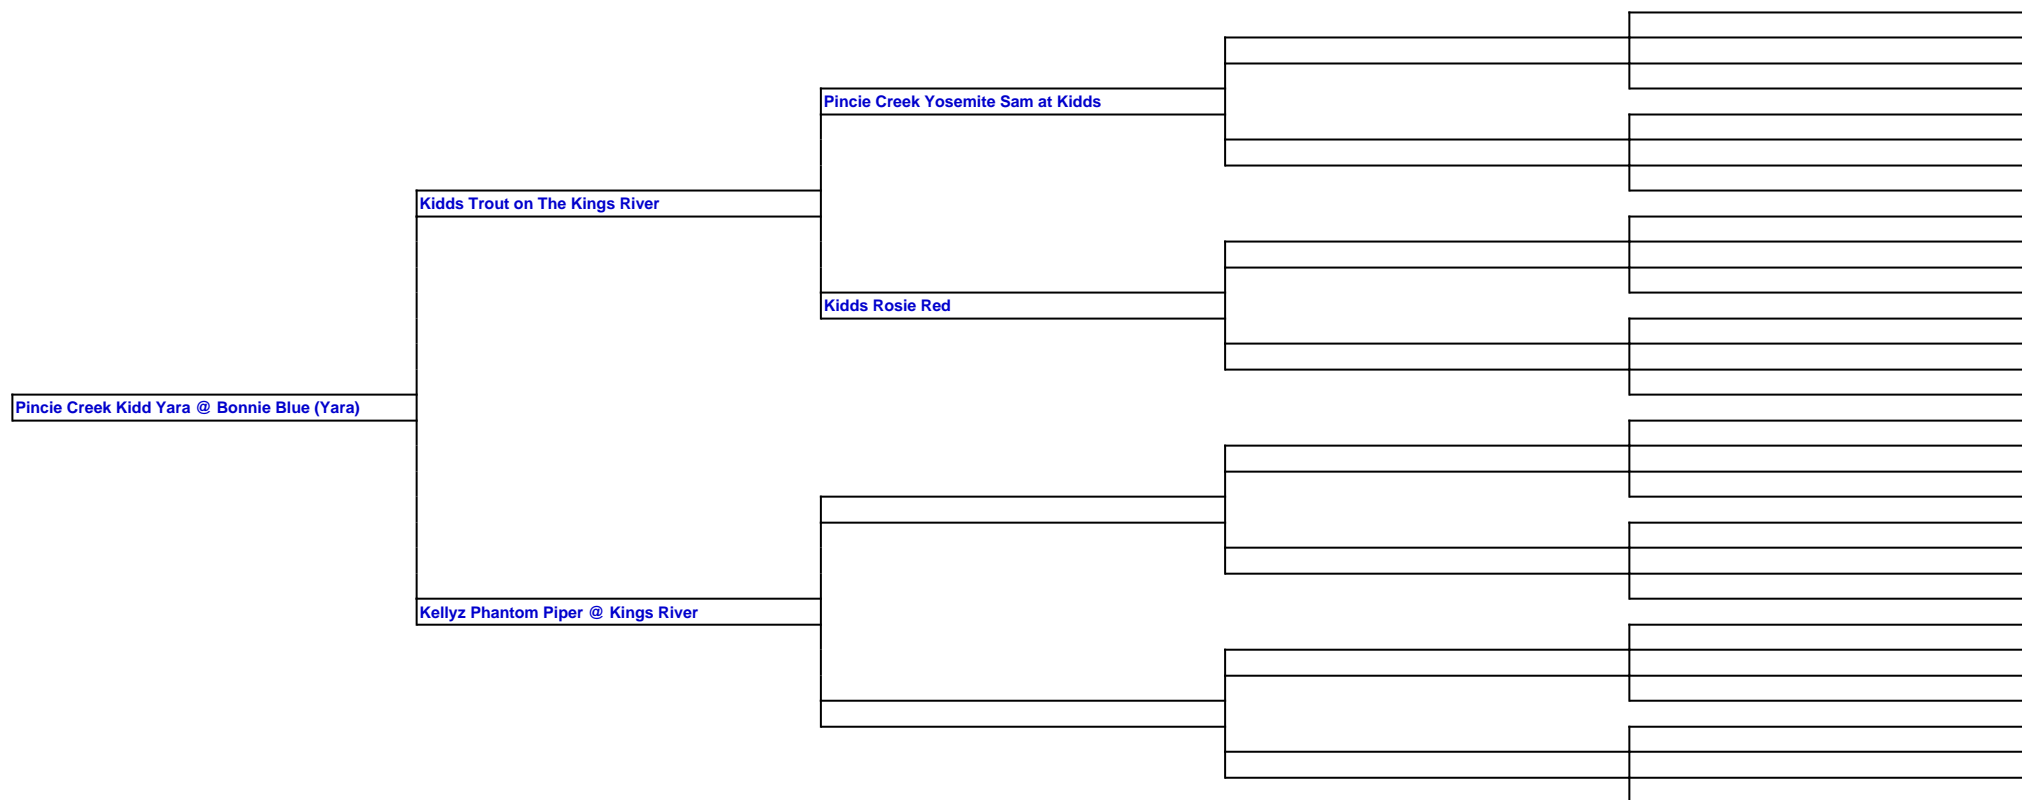 Pincie Creek Yosemite Sam at Kidds
Kidds Trout on The Kings River
Kidds Rosie Red
Pincie Creek Kidd Yara @ Bonnie Blue (Yara)
Kellyz Phantom Piper @ Kings River